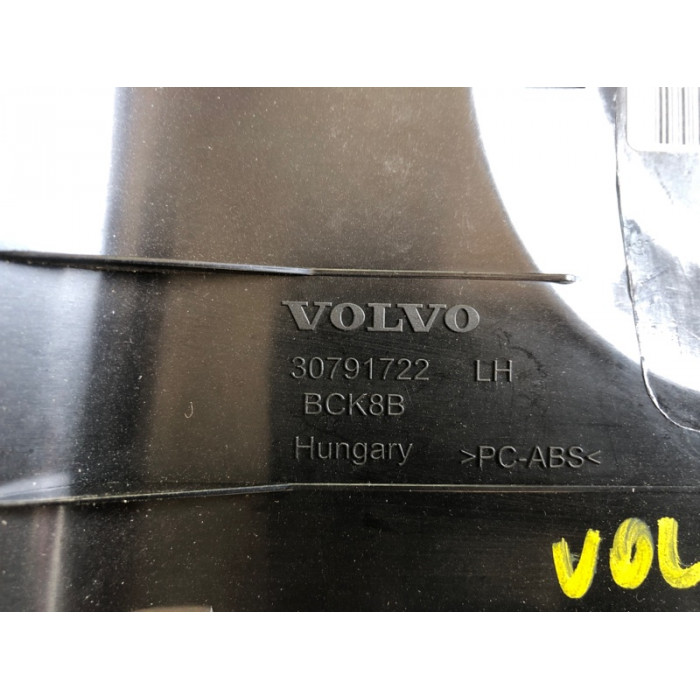 VOLVO
30791722 LH
BCK8B
Hungary >PC-ABS<
VOL